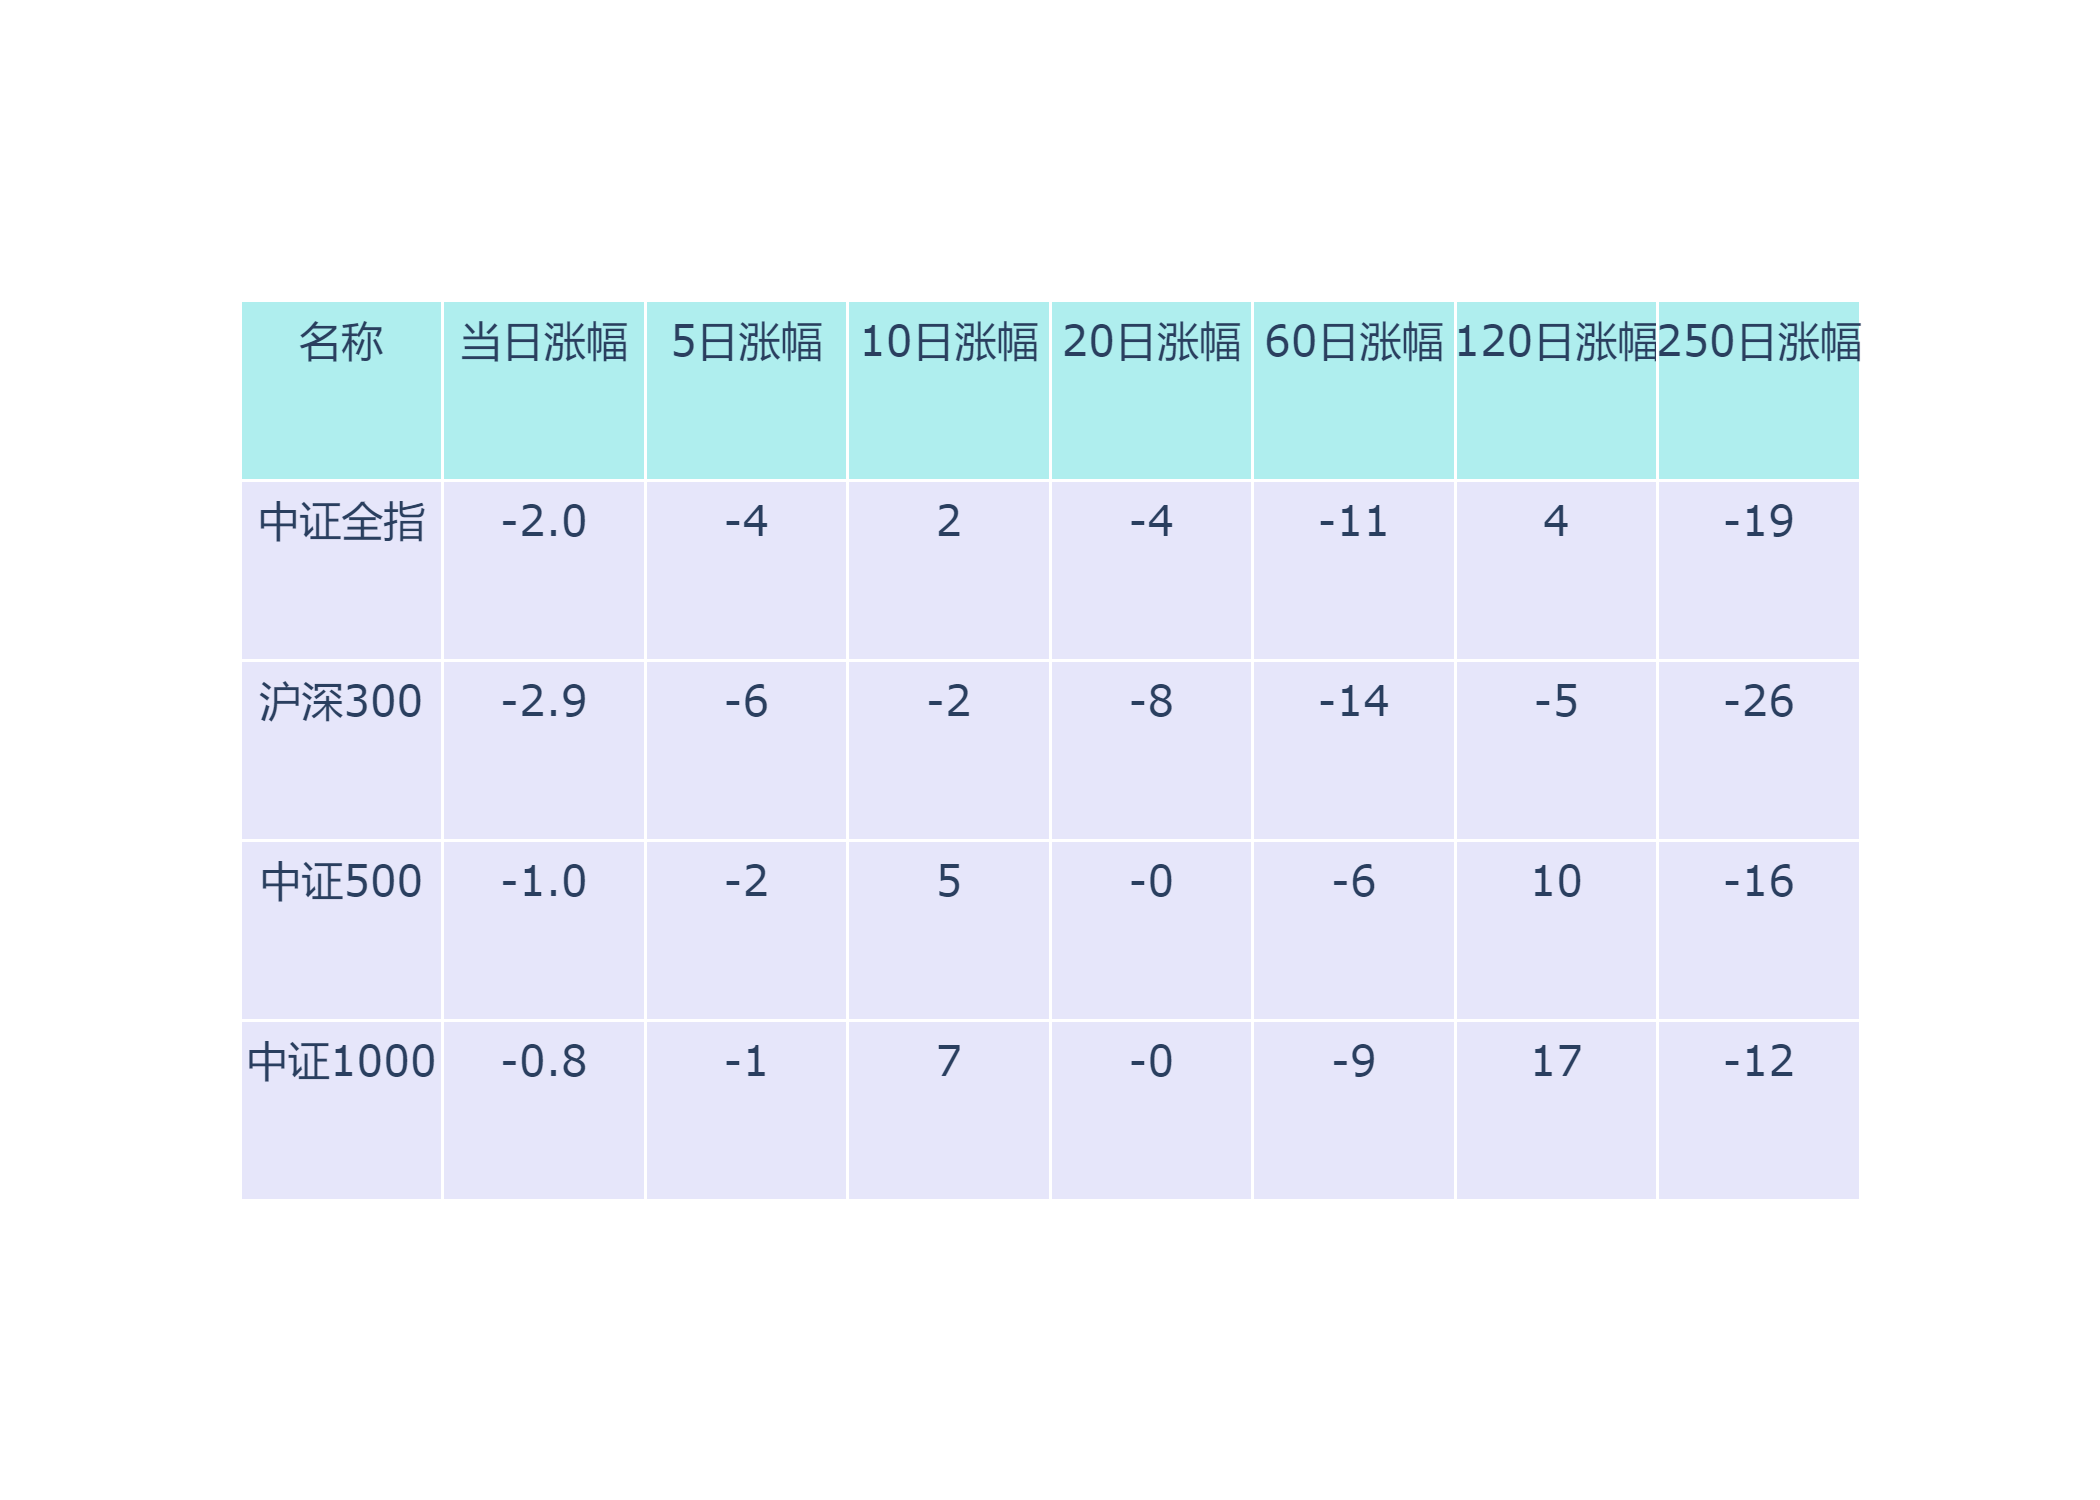 名称 当日涨幅 5日涨幅 10日涨幅 20日涨幅 60日涨幅 120日涨幅 250日涨幅
中证全指 -2.0 -4 2 -4 -11 4 -19
沪深300 -2.9 -6 -2 -8 -14 -5 -26
中证500 -1.0 -2 5 -0 -6 10 -16
中证1000 -0.8 -1 7 -0 -9 17 -12